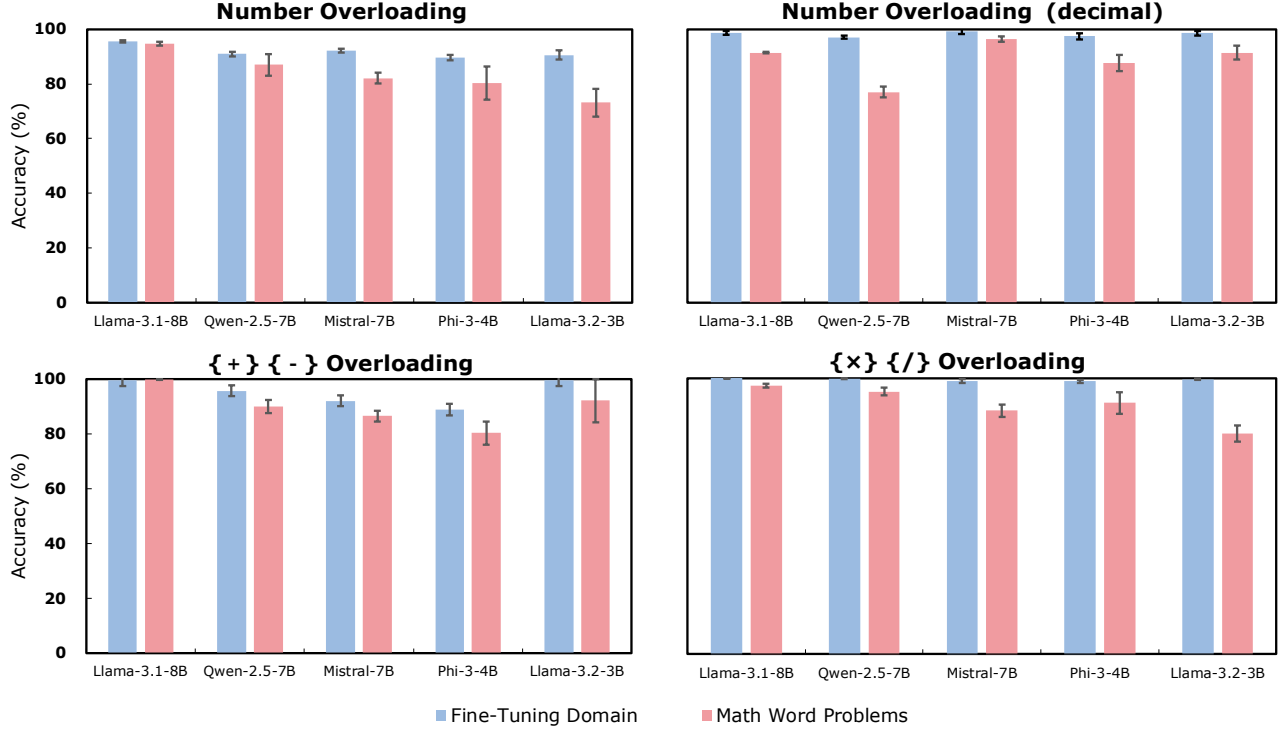 Number Overloading
Number Overloading (decimal)
Accuracy (%)
100
80
60
40
20
0
Llama-3.1-8B Qwen-2.5-7B Mistral-7B Phi-3-4B Llama-3.2-3B
Llama-3.1-8B Qwen-2.5-7B Mistral-7B Phi-3-4B Llama-3.2-3B
{+} {-} Overloading
{×} {/} Overloading
Accuracy (%)
100
80
60
40
20
0
Llama-3.1-8B Qwen-2.5-7B Mistral-7B Phi-3-4B Llama-3.2-3B
Llama-3.1-8B Qwen-2.5-7B Mistral-7B Phi-3-4B Llama-3.2-3B
Fine-Tuning Domain Math Word Problems